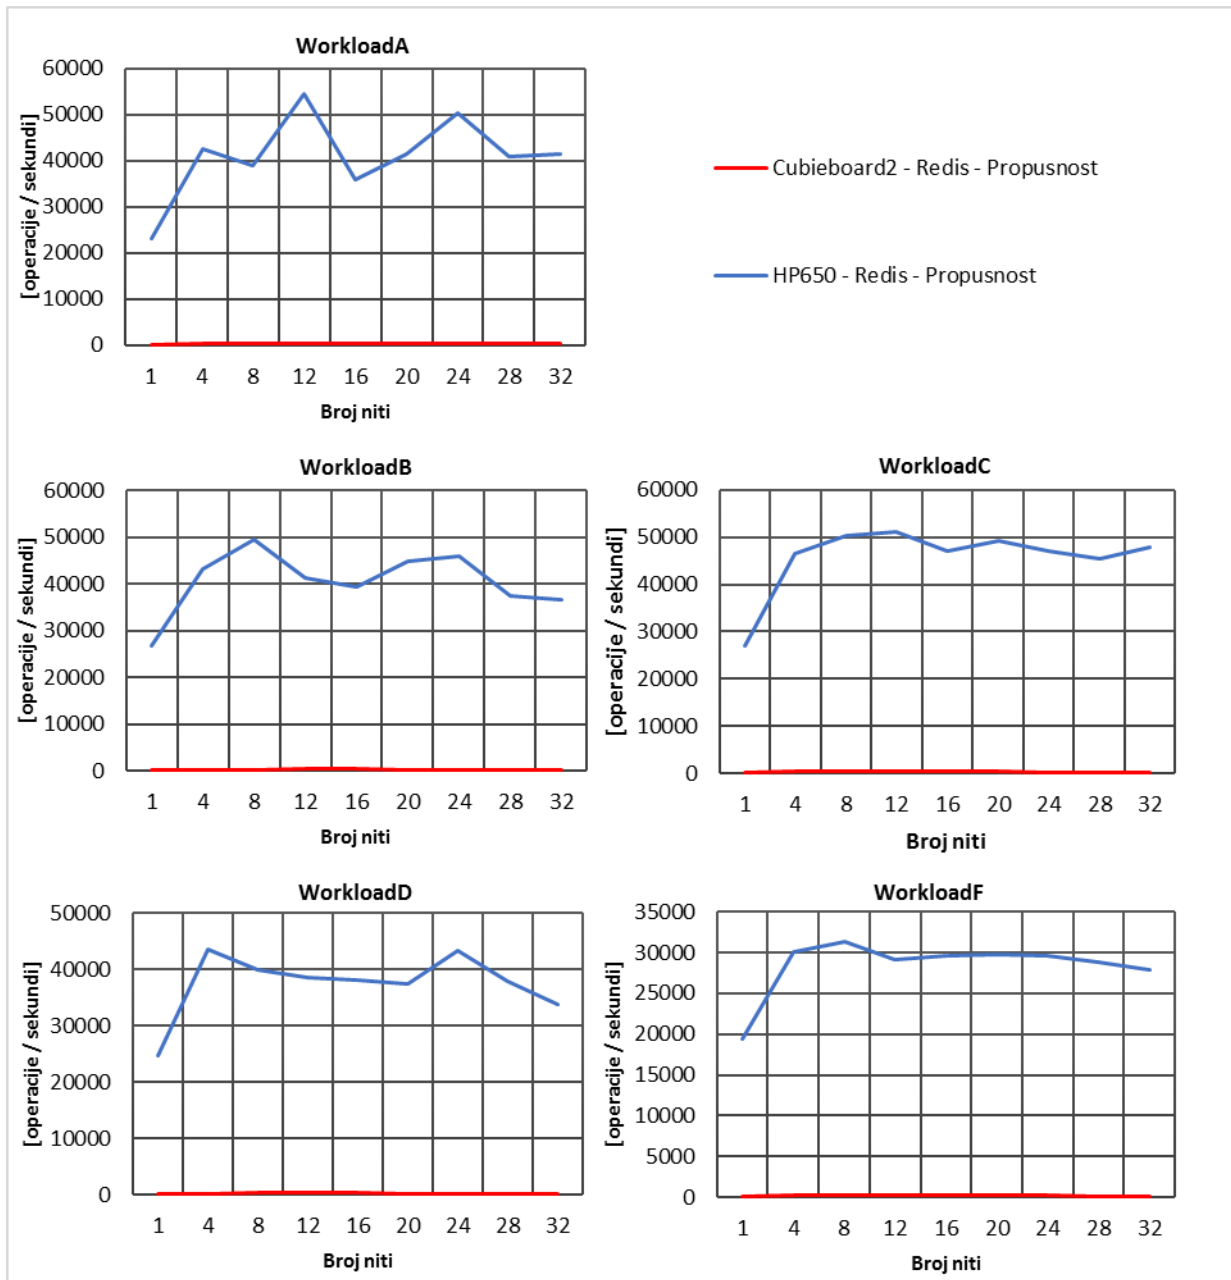 WorkloadA
60000
50000
40000
30000
20000
10000
0
[operacije / sekundi]
1 4 8 12 16 20 24 28 32
Broj niti
Cubieboard2 - Redis - Propusnost
HP650 - Redis - Propusnost
WorkloadB
60000
50000
40000
30000
20000
10000
0
[operacije / sekundi]
1 4 8 12 16 20 24 28 32
Broj niti
WorkloadC
60000
50000
40000
30000
20000
10000
0
[operacije / sekundi]
1 4 8 12 16 20 24 28 32
Broj niti
WorkloadD
50000
40000
30000
20000
10000
0
[operacije / sekundi]
1 4 8 12 16 20 24 28 32
Broj niti
WorkloadF
35000
30000
25000
20000
15000
10000
5000
0
[operacije / sekundi]
1 4 8 12 16 20 24 28 32
Broj niti